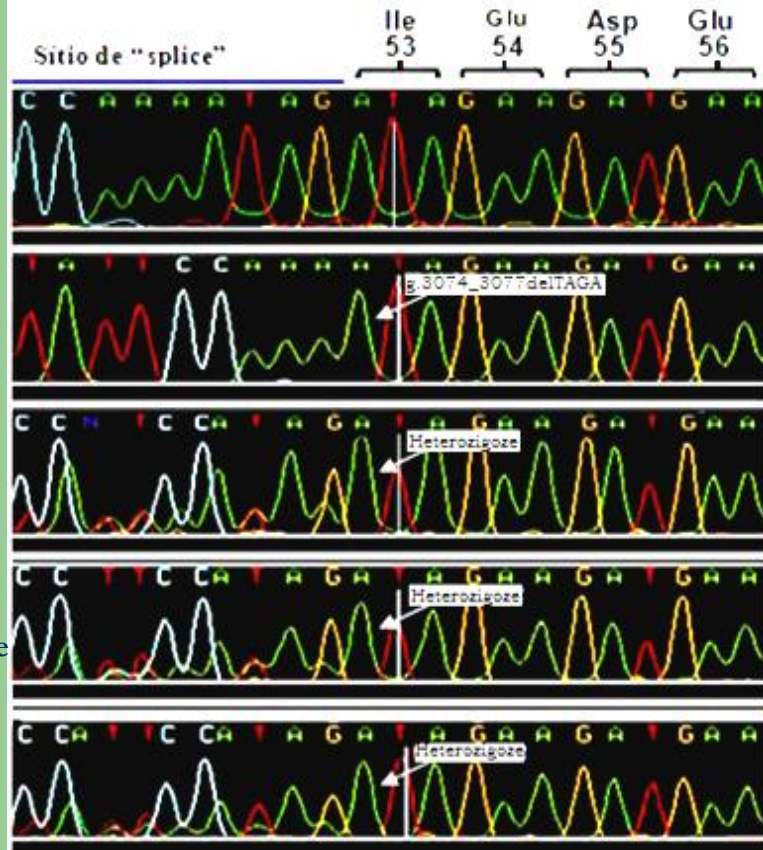 Ile Glu Asp Glu
Sítio de "splice" 53 54 55 56
C C A A A A T A G A T A G A A G A T G A A
T A T T C C A A A A T A G A A G A T G A A
g.3074_3077delTAGA
C C N T C C A T A G A T A G A A G A T G A A
Heterozigoze
C C T T C C A T A G A T A G A A G A T G A A
Heterozigoze
e
C C A T T C C A T A G A T A G A A G A T G A A
Heterozigoze